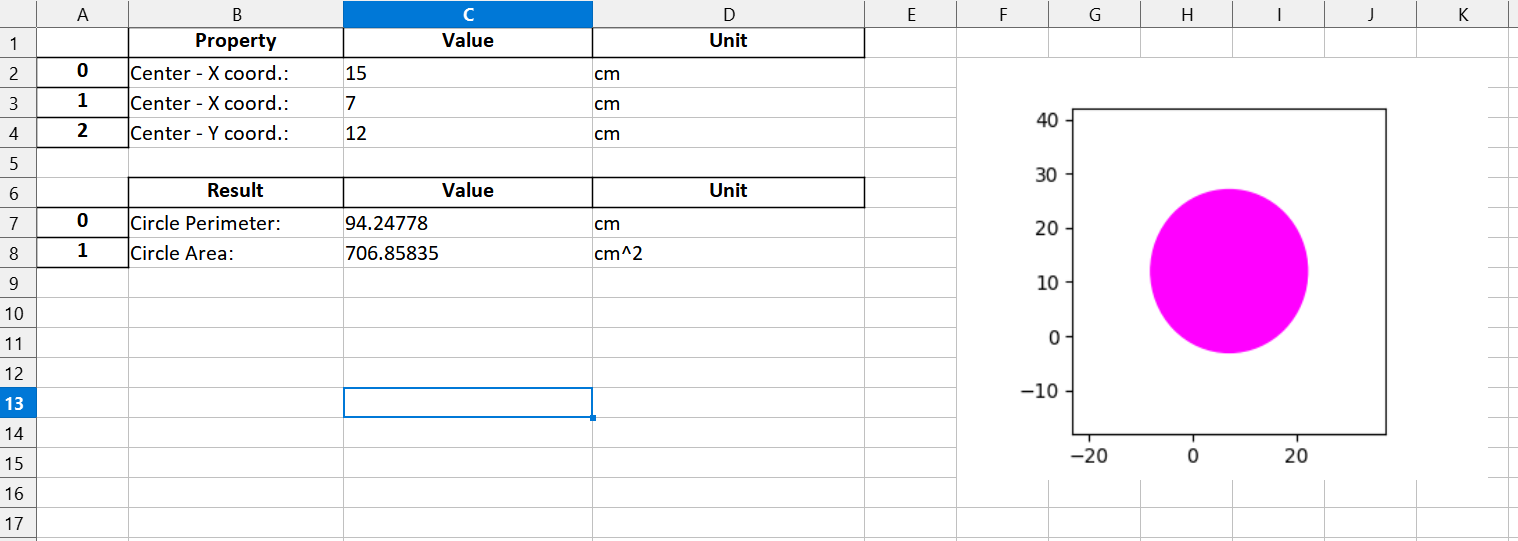 A B C D E F G H I J K
1 Property Value Unit
2 0 Center - X coord.: 15 cm
3 1 Center - X coord.: 7 cm
4 2 Center - Y coord.: 12 cm
5
6 Result Value Unit
7 0 Circle Perimeter: 94.24778 cm
8 1 Circle Area: 706.85835 cm^2
9
10
11
12
13
14
15
16
17
40
30
20
10
0
−10
−20 0 20